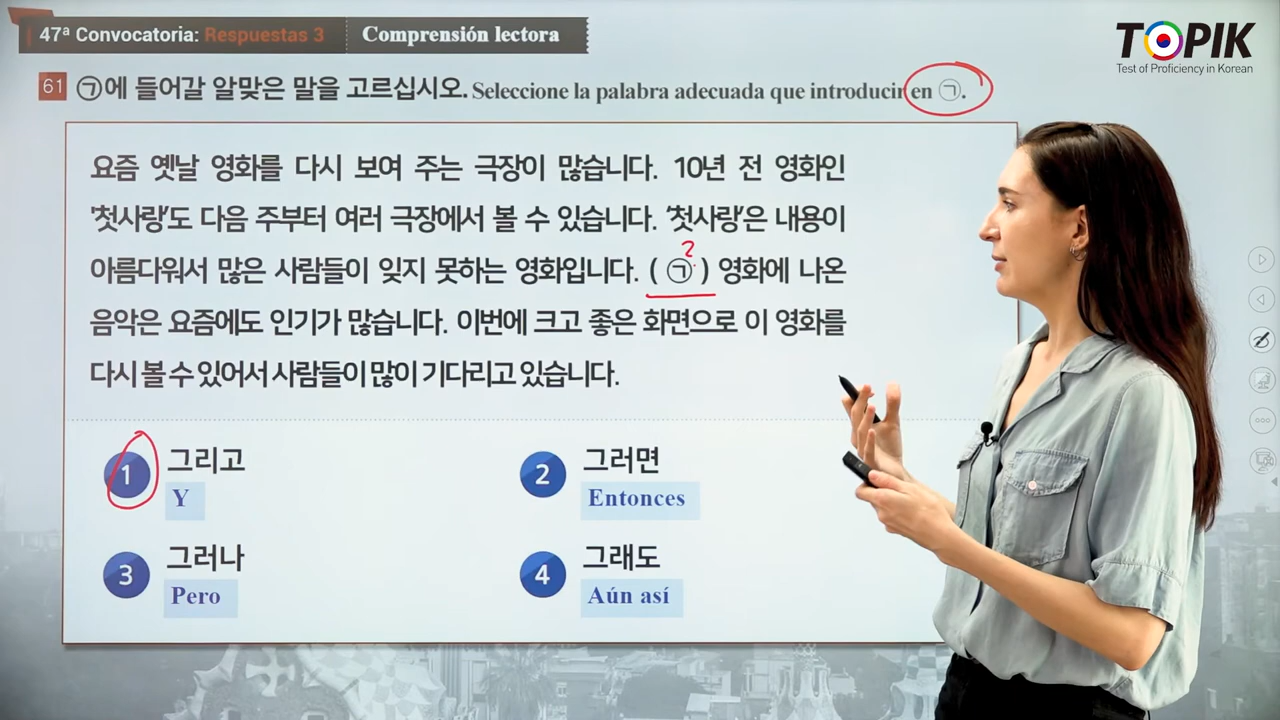 47ª Convocatoria: Respuestas 3 Comprensión lectora
TOPIK
Test of Proficiency in Korean
61 ㉠에 들어갈 알맞은 말을 고르십시오. Seleccione la palabra adecuada que introducir en ㉠.
요즘 옛날 영화를 다시 보여 주는 극장이 많습니다. 10년 전 영화인
'첫사랑'도 다음 주부터 여러 극장에서 볼 수 있습니다. '첫사랑'은 내용이
아름다워서 많은 사람들이 잊지 못하는 영화입니다. ( ㉠ ) 영화에 나온
?
음악은 요즘에도 인기가 많습니다. 이번에 크고 좋은 화면으로 이 영화를
다시 볼 수 있어서 사람들이 많이 기다리고 있습니다.
1 그리고
Y
2 그러면
Entonces
3 그러나
Pero
4 그래도
Aún así